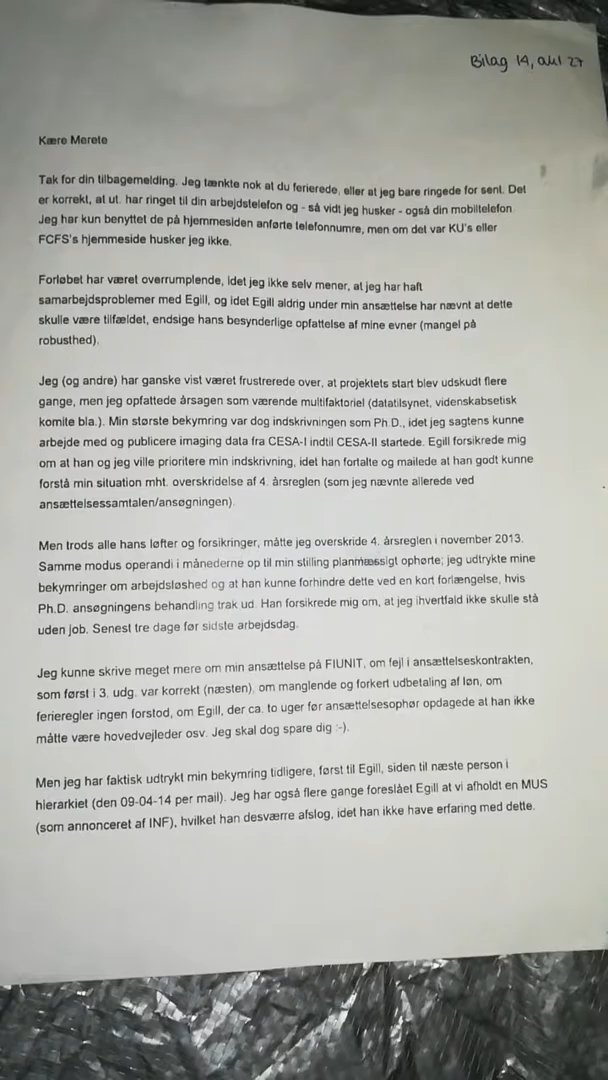 Bilag 14, akt 27
Kære Merete
Tak for din tilbagemelding. Jeg tænkte nok at du ferierede, eller at jeg bare ringede for sent. Det
er korrekt, at ut. har ringet til din arbejdstelefon og - så vidt jeg husker - også din mobiltelefon
Jeg har kun benyttet de på hjemmesiden anførte telefonnumre, men om det var KU's eller
FCFS's hjemmeside husker jeg ikke.
Forløbet har været overrumplende, idet jeg ikke selv mener, at jeg har haft
samarbejdsproblemer med Egill, og idet Egill aldrig under min ansættelse har nævnt at dette
skulle være tilfældet, endsige hans besynderlige opfattelse af mine evner (mangel på
robusthed).
Jeg (og andre) har ganske vist været frustrerede over, at projektets start blev udskudt flere
gange, men jeg opfattede årsagen som værende multifaktoriel (datatilsynet, videnskabsetisk
komite bla.). Min største bekymring var dog indskrivningen som Ph.D., idet jeg sagtens kunne
arbejde med og publicere imaging data fra CESA-I indtil CESA-II startede. Egill forsikrede mig
om at han og jeg ville prioritere min indskrivning, idet han fortalte og mailede at han godt kunne
forstå min situation mht. overskridelse af 4. årsreglen (som jeg nævnte allerede ved
ansættelsessamtalen/ansøgningen).
Men trods alle hans løfter og forsikringer, måtte jeg overskride 4. årsreglen i november 2013.
Samme modus operandi i månederne op til min stilling planmæssigt ophørte; jeg udtrykte mine
bekymringer om arbejdsløshed og at han kunne forhindre dette ved en kort forlængelse, hvis
Ph.D. ansøgningens behandling trak ud. Han forsikrede mig om, at jeg ihvertfald ikke skulle stå
uden job. Senest tre dage før sidste arbejdsdag.
Jeg kunne skrive meget mere om min ansættelse på FIUNIT, om fejl i ansættelseskontrakten,
som først i 3. udg. var korrekt (næsten), om manglende og forkert udbetaling af løn, om
ferieregler ingen forstod, om Egill, der ca. to uger før ansættelsesophør opdagede at han ikke
måtte være hovedvejleder osv. Jeg skal dog spare dig :-).
Men jeg har faktisk udtrykt min bekymring tidligere, først til Egill, siden til næste person i
hierarkiet (den 09-04-14 per mail). Jeg har også flere gange foreslået Egill at vi afholdt en MUS
(som annonceret af INF), hvilket han desværre afslog, idet han ikke have erfaring med dette.